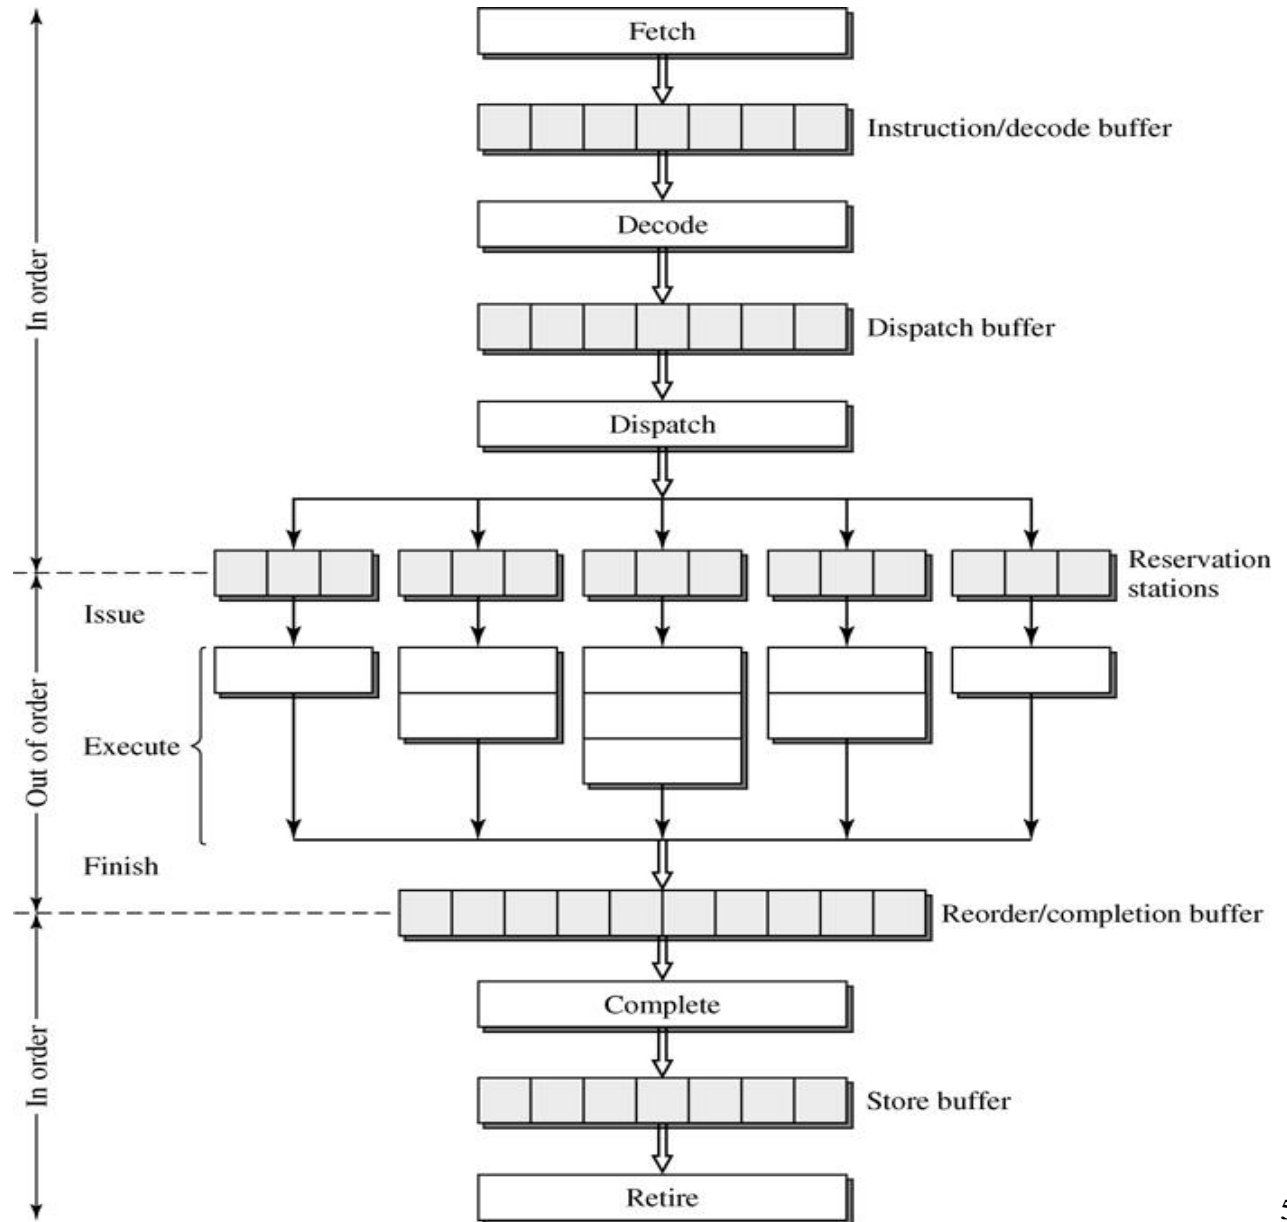 Fetch
Instruction/decode buffer
Decode
In order
Dispatch buffer
Dispatch
Reservation
stations
Issue
Out of order
Execute
Finish
Reorder/completion buffer
Complete
In order
Store buffer
Retire
5